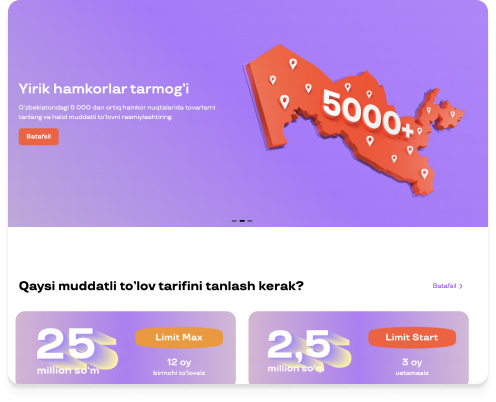 Yirik hamkorlar tarmog'i
O'zbekistondagi 5 000 dan ortiq hamkor nuqtalarida tovarlarni
tanlang va halol muddatli to'lovni rasmiylashtiring.
Batafsil
5000+
Qaysi muddatli to'lov tarifini tanlash kerak?
Batafsil
25
million so'm
Limit Max
12 oy
birinchi to'lovsiz
2,5
million so'm
Limit Start
3 oy
ustamasiz